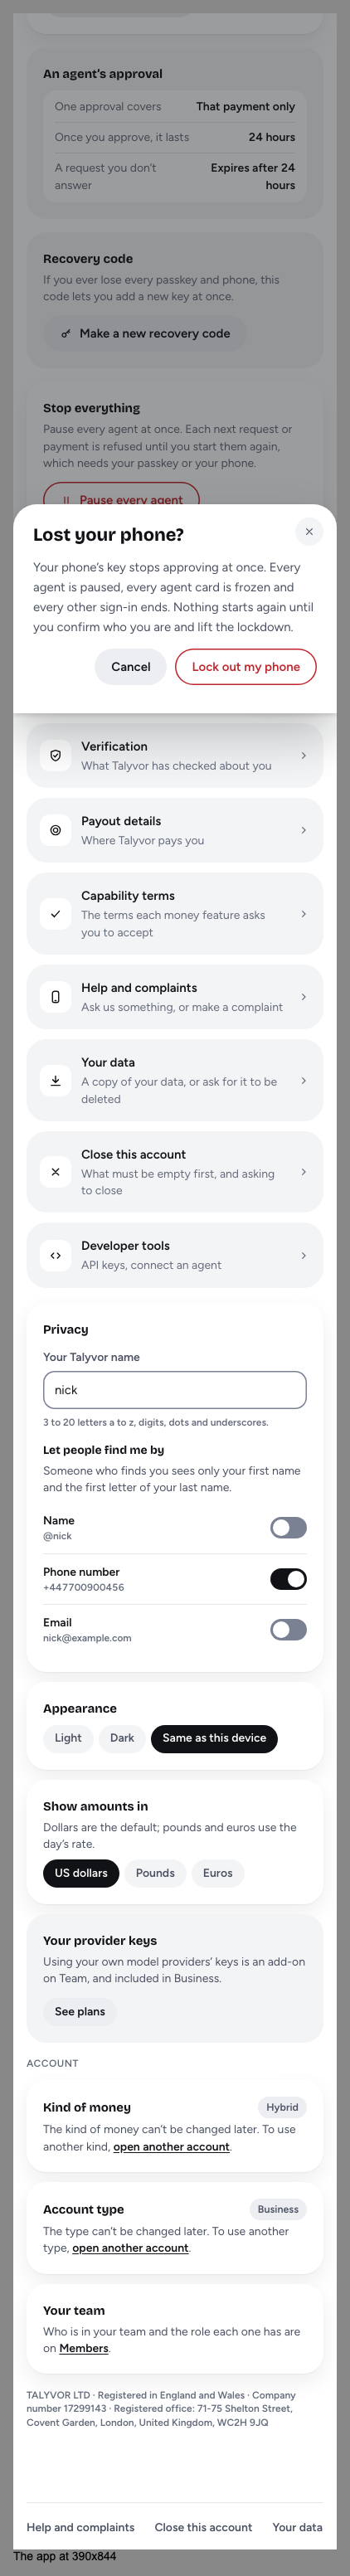 An agent's approval
One approval covers
That payment only
Once you approve, it lasts
24 hours
A request you don't
answer
Expires after 24
hours
Recovery code
If you ever lose every passkey and phone, this
code lets you add a new key at once.
Make a new recovery code
Stop everything
Pause every agent at once. Each next request or
payment is refused until you start them again,
which needs your passkey or your phone.
Pause every agent
Lost your phone?
Your phone's key stops approving at once. Every
agent is paused, every agent card is frozen and
every other sign-in ends. Nothing starts again until
you confirm who you are and lift the lockdown.
Cancel
Lock out my phone
Verification
What Talyvor has checked about you
Payout details
Where Talyvor pays you
Capability terms
The terms each money feature asks
you to accept
Help and complaints
Ask us something, or make a complaint
Your data
A copy of your data, or ask for it to be
deleted
Close this account
What must be empty first, and asking
to close
Developer tools
API keys, connect an agent
Privacy
Your Talyvor name
nick
3 to 20 letters a to z, digits, dots and underscores.
Let people find me by
Someone who finds you sees only your first name
and the first letter of your last name.
Name
@nick
Phone number
+447700900456
Email
nick@example.com
Appearance
Light
Dark
Same as this device
Show amounts in
Dollars are the default; pounds and euros use the
day's rate.
US dollars
Pounds
Euros
Your provider keys
Using your own model providers' keys is an add-on
on Team, and included in Business.
See plans
ACCOUNT
Kind of money
Hybrid
The kind of money can't be changed later. To use
another kind, open another account.
Account type
Business
The type can't be changed later. To use another
type, open another account.
Your team
Who is in your team and the role each one has are
on Members.
TALYVOR LTD · Registered in England and Wales · Company
number 17299143 · Registered office: 71-75 Shelton Street,
Covent Garden, London, United Kingdom, WC2H 9JQ
Help and complaints
Close this account
Your data
The app at 390x844